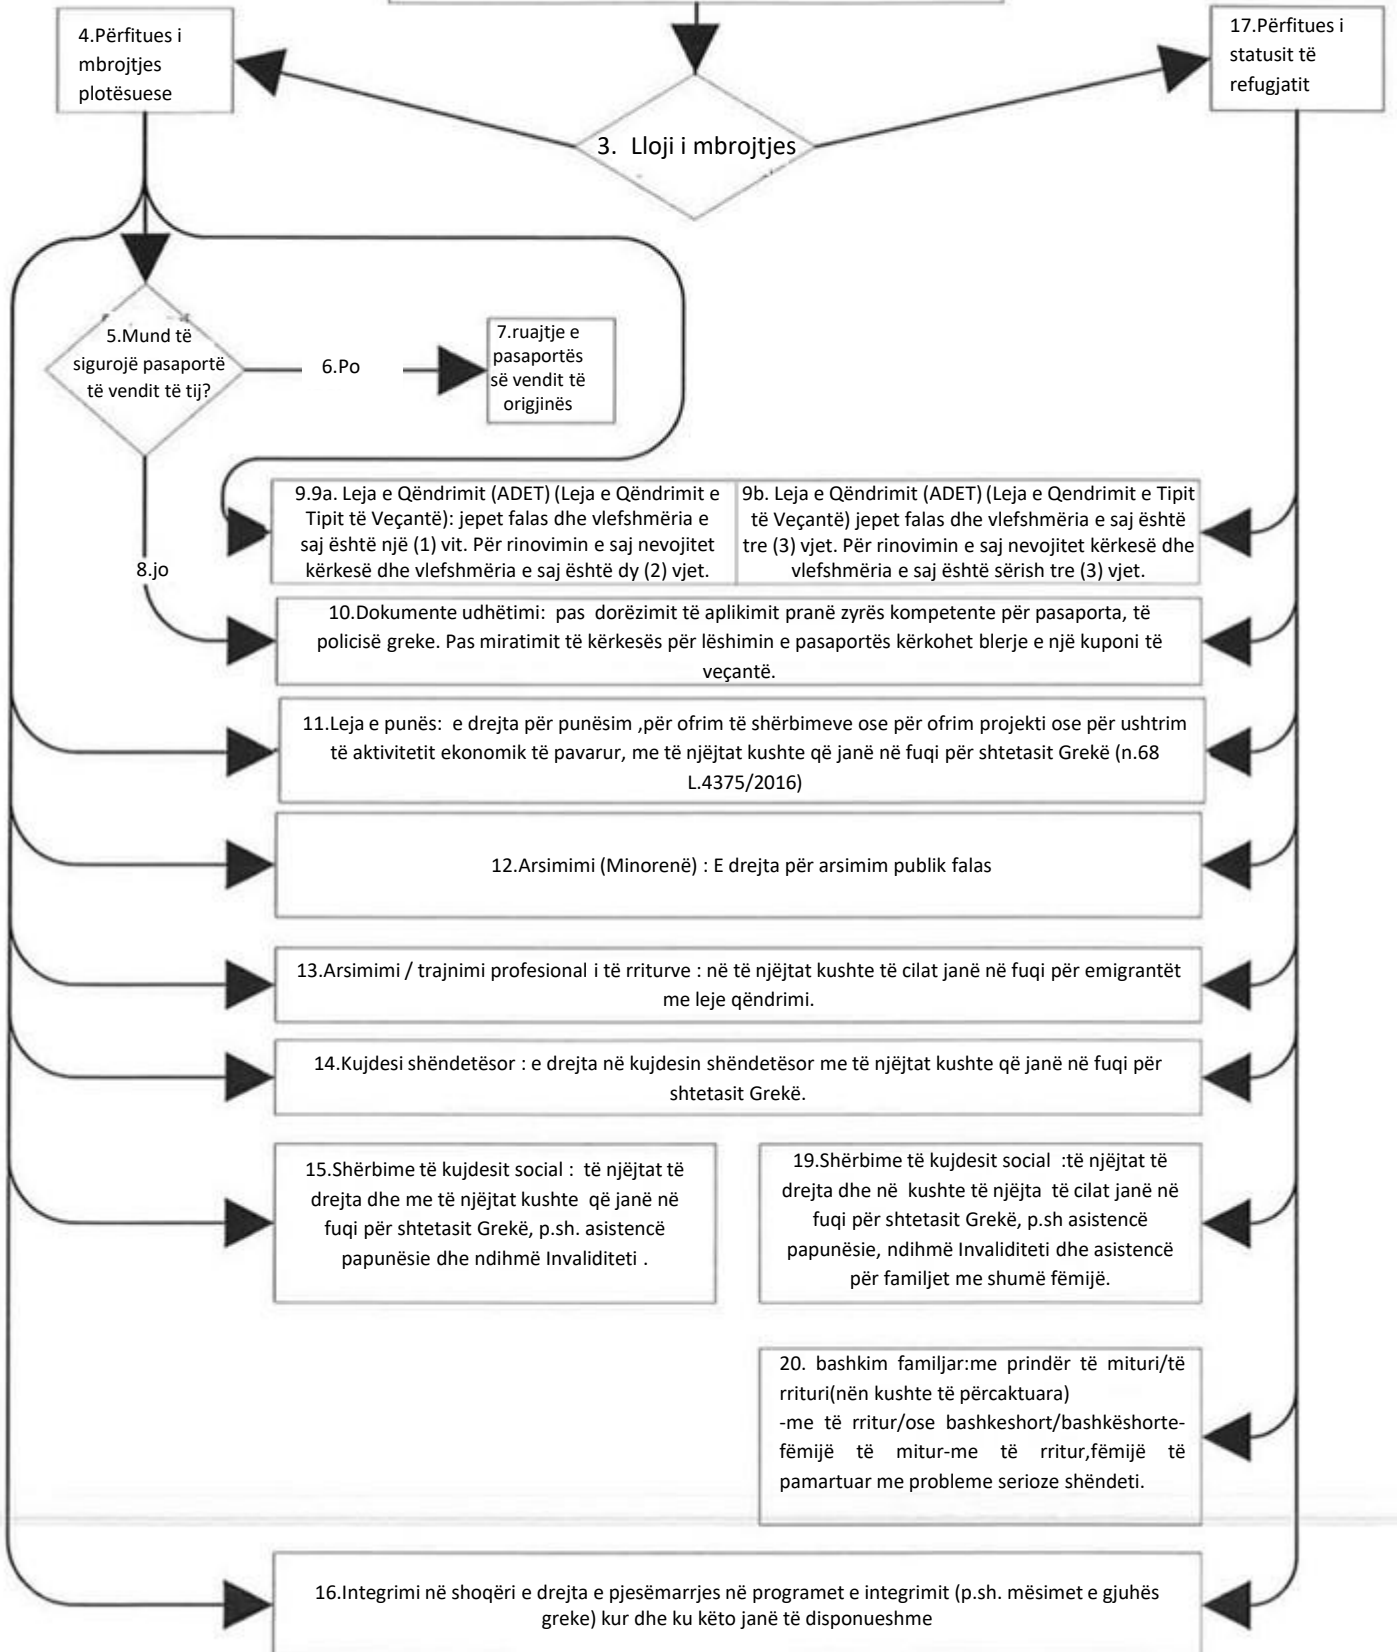 4.Përfitues i
mbrojtjes
plotësuese
17.Përfitues i
statusit të
refugjatit
3. Lloji i mbrojtjes
5.Mund të
sigurojë pasaportë
të vendit të tij?
6.Po
7.ruajtje e
pasaportës
së vendit të
origjinës
8.jo
9.9a. Leja e Qëndrimit (ADET) (Leja e Qëndrimit e
Tipit të Veçantë): jepet falas dhe vlefshmëria e
saj është një (1) vit. Për rinovimin e saj nevojitet
kërkesë dhe vlefshmëria e saj është dy (2) vjet.
9b. Leja e Qëndrimit (ADET) (Leja e Qendrimit e Tipit
të Veçantë) jepet falas dhe vlefshmëria e saj është
tre (3) vjet. Për rinovimin e saj nevojitet kërkesë dhe
vlefshmëria e saj është sërish tre (3) vjet.
10.Dokumente udhëtimi: pas dorëzimit të aplikimit pranë zyrës kompetente për pasaporta, të
policisë greke. Pas miratimit të kërkesës për lëshimin e pasaportës kërkohet blerje e një kuponi të
veçantë.
11.Leja e punës: e drejta për punësim ,për ofrim të shërbimeve ose për ofrim projekti ose për ushtrim
të aktivitetit ekonomik të pavarur, me të njëjtat kushte që janë në fuqi për shtetasit Grekë (n.68
L.4375/2016)
12.Arsimimi (Minorenë) : E drejta për arsimim publik falas
13.Arsimimi / trajnimi profesional i të rriturve : në të njëjtat kushte të cilat janë në fuqi për emigrantët
me leje qëndrimi.
14.Kujdesi shëndetësor : e drejta në kujdesin shëndetësor me të njëjtat kushte që janë në fuqi për
shtetasit Grekë.
15.Shërbime të kujdesit social : të njëjtat të
drejta dhe me të njëjtat kushte që janë në
fuqi për shtetasit Grekë, p.sh. asistencë
papunësie dhe ndihmë Invaliditeti .
19.Shërbime të kujdesit social :të njëjtat të
drejta dhe në kushte të njëjta të cilat janë në
fuqi për shtetasit Grekë, p.sh asistencë
papunësie, ndihmë Invaliditeti dhe asistencë
për familjet me shumë fëmijë.
20. bashkim familjar:me prindër të mituri/të
rrituri(nën kushte të përcaktuara)
-me të rritur/ose bashkeshort/bashkëshorte-
fëmijë të mitur-me të rritur,fëmijë të
pamartuar me probleme serioze shëndeti.
16.Integrimi në shoqëri e drejta e pjesëmarrjes në programet e integrimit (p.sh. mësimet e gjuhës
greke) kur dhe ku këto janë të disponueshme